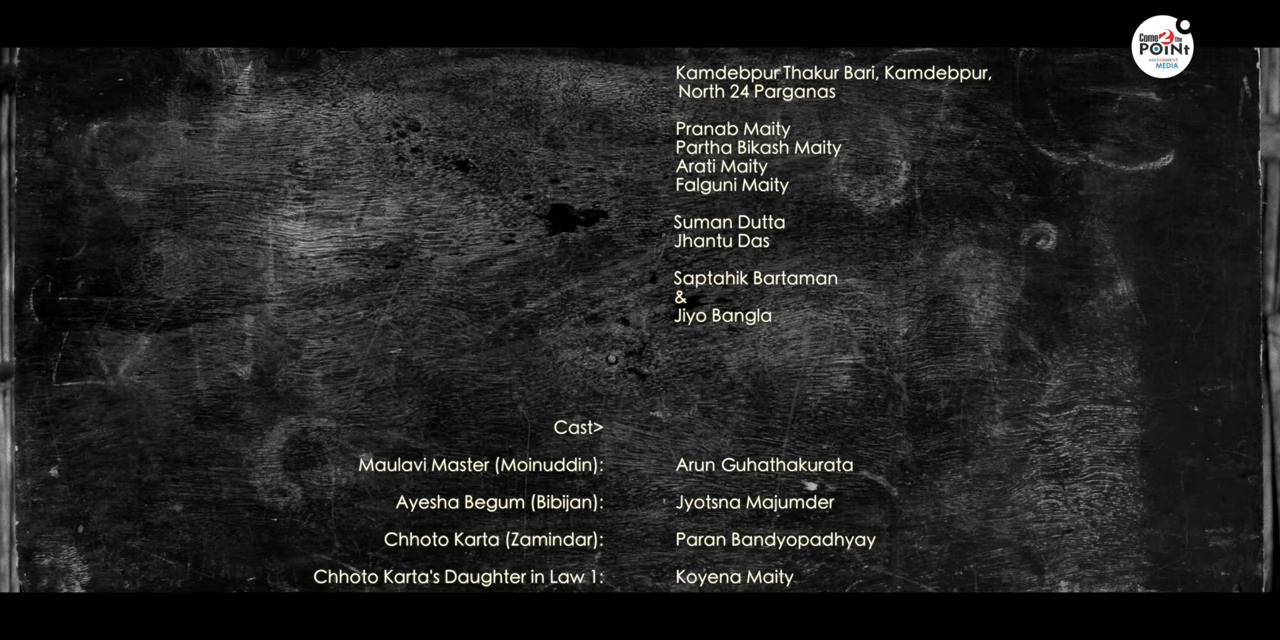 Come 2 the
POiNt
INfoTAINMENT
MEDIA
Kamdebpur Thakur Bari, Kamdebpur,
North 24 Parganas
Pranab Maity
Partha Bikash Maity
Arati Maity
Falguni Maity
Suman Dutta
Jhantu Das
Saptahik Bartaman
&
Jiyo Bangla
Cast>
Maulavi Master (Moinuddin): Arun Guhathakurata
Ayesha Begum (Bibijan): Jyotsna Majumder
Chhoto Karta (Zamindar): Paran Bandyopadhyay
Chhoto Karta's Daughter in Law 1: Koyena Maity